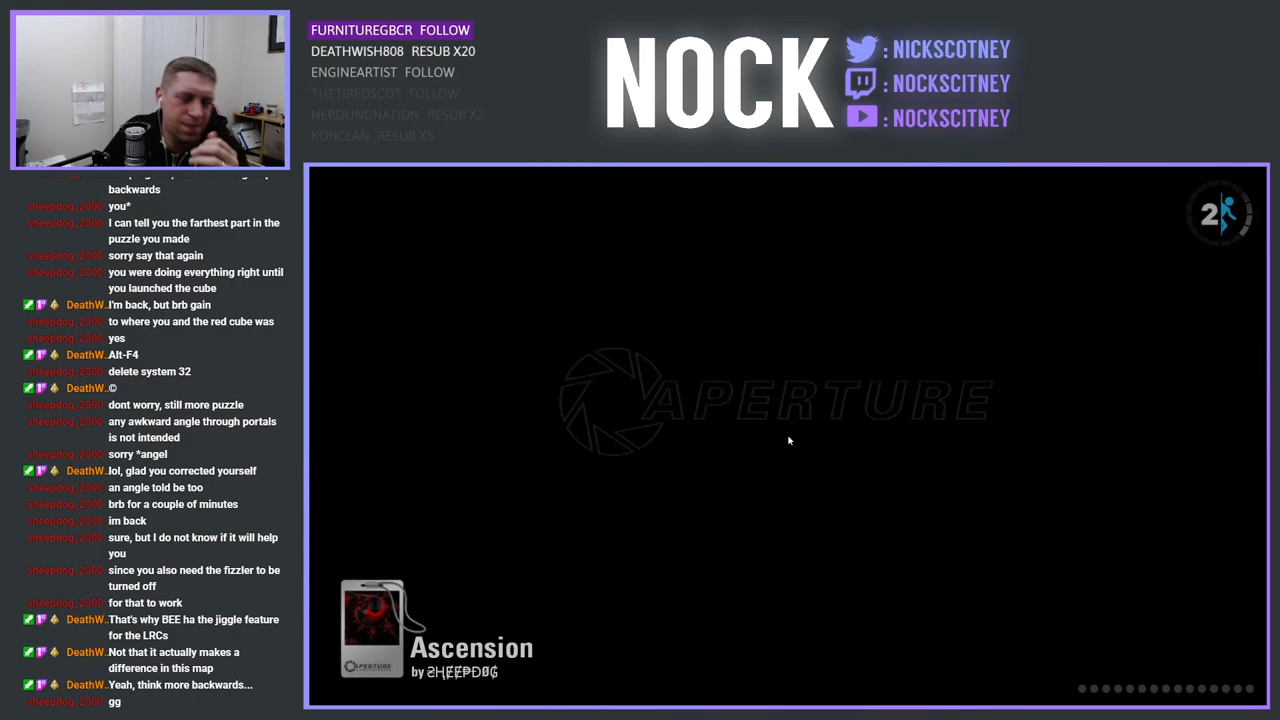 FURNITUREGBCR FOLLOW
DEATHWISH808 RESUB X20
ENGINEARTIST FOLLOW
THETIREDSCOT FOLLOW
NERDLINGNATION RESUB X2
KONCLAN RESUB X5
NOCK
: NICKSCOTNEY
: NOCKSCITNEY
: NOCKSCITNEY
backwards
sheepdog_2000: you*
sheepdog_2000: I can tell you the farthest part in the
puzzle you made
sheepdog_2000: sorry say that again
sheepdog_2000: you were doing everything right until
you launched the cube
DeathW...I'm back, but brb gain
sheepdog_2000: to where you and the red cube was
sheepdog_2000: yes
DeathW...Alt-F4
sheepdog_2000: delete system 32
DeathW...©
sheepdog_2000: dont worry, still more puzzle
sheepdog_2000: any awkward angle through portals
is not intended
sheepdog_2000: sorry *angel
DeathW...lol, glad you corrected yourself
sheepdog_2000: an angle told be too
sheepdog_2000: brb for a couple of minutes
sheepdog_2000: im back
sheepdog_2000: sure, but I do not know if it will help
you
sheepdog_2000: since you also need the fizzler to be
turned off
sheepdog_2000: for that to work
DeathW...That's why BEE ha the jiggle feature
for the LRCs
DeathW...Not that it actually makes a
difference in this map
DeathW...Yeah, think more backwards...
sheepdog_2000: gg
2
APERTURE
APERTURE
Ascension
by ₴ⱧɆɆ₱ĐØ₲